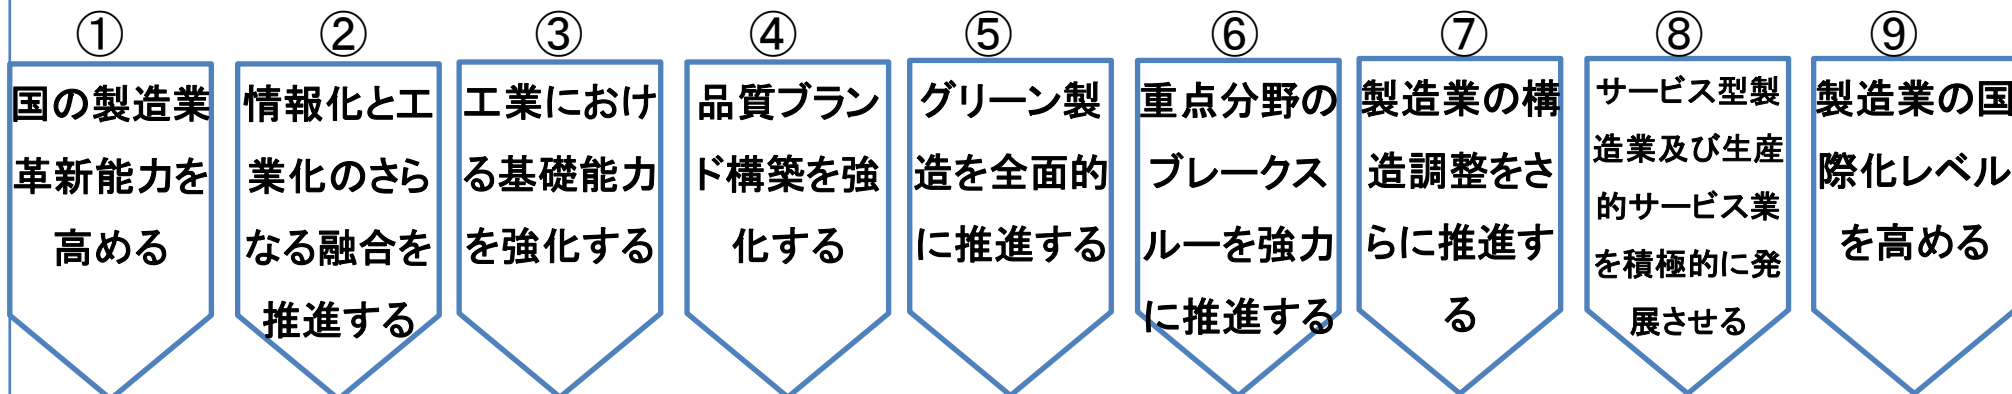 ①
国の製造業
革新能力を
高める
②
情報化と工
業化のさら
なる融合を
推進する
③
工業におけ
る基礎能力
を強化する
④
品質ブラン
ド構築を強
化する
⑤
グリーン製
造を全面的
に推進する
⑥
重点分野の
ブレークス
ルーを強力
に推進する
⑦
製造業の構
造調整をさ
らに推進す
る
⑧
サービス型製
造業及び生産
的サービス業
を積極的に発
展させる
⑨
製造業の国
際化レベル
を高める